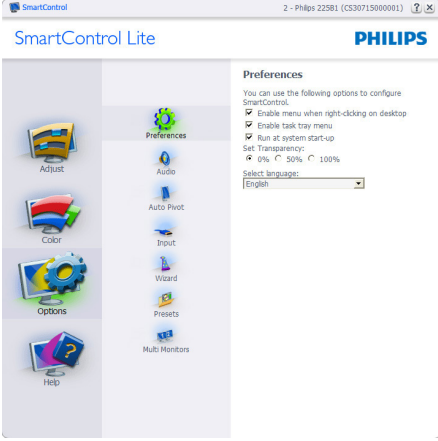 SmartControl
2 - Philips 225B1 (CS30715000001)
? ×
SmartControl Lite
PHILIPS
Adjust
Color
Options
?
Help
Preferences
Audio
Auto Pivot
Input
Wizard
Presets
Multi Monitors
Preferences
You can use the following options to configure
SmartControl.
Enable menu when right-clicking on desktop
Enable task tray menu
Run at system start-up
Set Transparency:
0% 50% 100%
Select language:
English